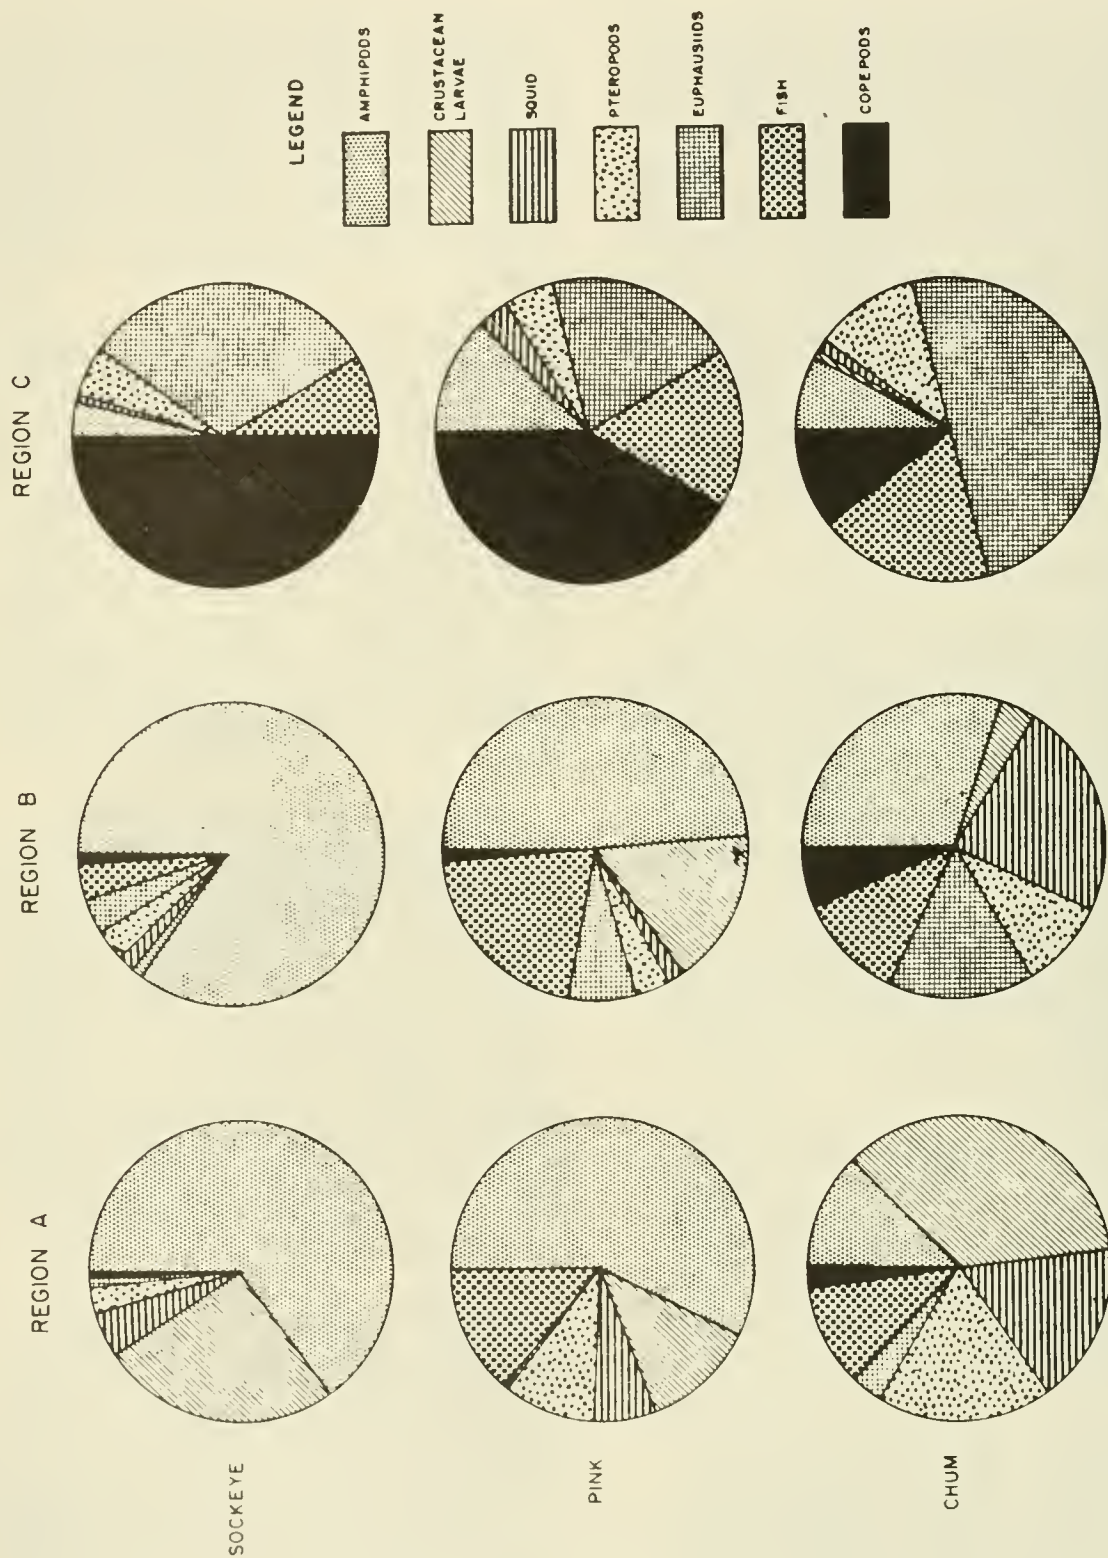 REGION A
REGION B
REGION C
SOCKEYE
PINK
CHUM
LEGEND
AMPHIPODS
CRUSTACEAN
LARVAE
SQUID
PTEROPODS
EUPHAUSIIDS
FISH
COPEPODS